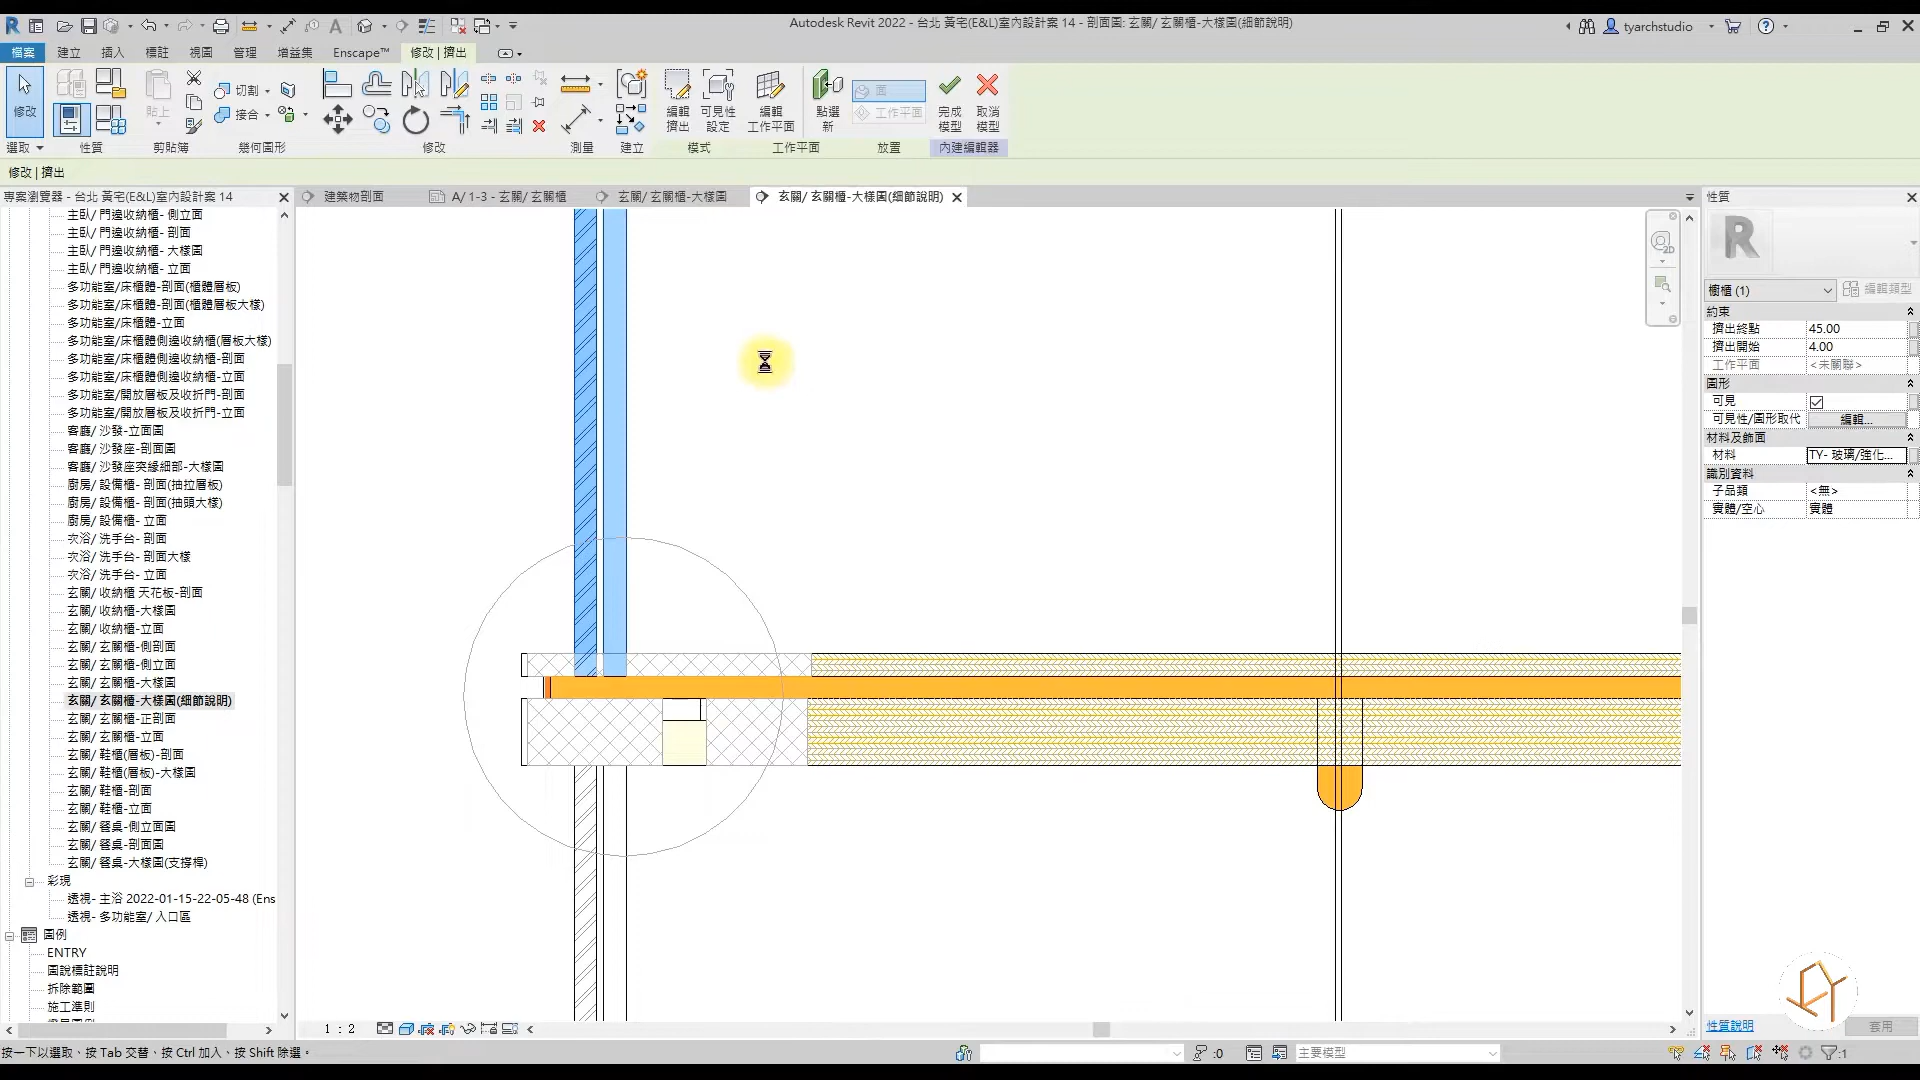 Autodesk Revit 2022 - 台北 黃宅(E&L)室內設計案 14 - 剖面圖: 玄關/ 玄關櫃-大樣圖(細節說明)
tyarchstudio
檔案 建立 插入 標註 視圖 管理 增益集 Enscape™ 修改 | 擠出
修改 貼上 切割 接合 編輯 擠出 可見性 設定 編輯 工作平面 點選 新 面 工作平面 完成 模型 取消 模型
選取 性質 剪貼簿 幾何圖形 修改 測量 建立 模式 工作平面 放置 內建編輯器
修改 | 擠出
專案瀏覽器 - 台北 黃宅(E&L)室內設計案 14
建築物剖面
A/ 1-3 - 玄關/ 玄關櫃
玄關/ 玄關櫃-大樣圖
玄關/ 玄關櫃-大樣圖(細節說明)
主臥/ 門邊收納櫃- 側立面
主臥/ 門邊收納櫃- 剖面
主臥/ 門邊收納櫃- 大樣圖
主臥/ 門邊收納櫃- 立面
多功能室/床櫃體-剖面(櫃體層板)
多功能室/床櫃體-剖面(櫃體層板大樣)
多功能室/床櫃體-立面
多功能室/床櫃體側邊收納櫃(層板大樣)
多功能室/床櫃體側邊收納櫃-剖面
多功能室/床櫃體側邊收納櫃-立面
多功能室/開放層板及收折門-剖面
多功能室/開放層板及收折門-立面
客廳/ 沙發-立面圖
客廳/ 沙發座-剖面圖
客廳/ 沙發座突緣細部-大樣圖
廚房/ 設備櫃- 剖面(抽拉層板)
廚房/ 設備櫃- 剖面(抽頭大樣)
廚房/ 設備櫃- 立面
次浴/ 洗手台- 剖面
次浴/ 洗手台- 剖面大樣
次浴/ 洗手台- 立面
玄關/ 收納櫃 天花板-剖面
玄關/ 收納櫃-大樣圖
玄關/ 收納櫃-立面
玄關/ 玄關櫃-側剖面
玄關/ 玄關櫃-側立面
玄關/ 玄關櫃-大樣圖
玄關/ 玄關櫃-大樣圖(細節說明)
玄關/ 玄關櫃-正剖面
玄關/ 玄關櫃-立面
玄關/ 鞋櫃(層板)-剖面
玄關/ 鞋櫃(層板)-大樣圖
玄關/ 鞋櫃-剖面
玄關/ 鞋櫃-立面
玄關/ 餐桌-側立面圖
玄關/ 餐桌-剖面圖
玄關/ 餐桌-大樣圖(支撐桿)
彩現
透視- 主浴 2022-01-15-22-05-48 (Ens
透視- 多功能室/ 入口區
圖例
ENTRY
圖說標註說明
拆除範圍
施工準則
2D
性質
櫥櫃 (1)
編輯類型
約束
擠出終點 45.00
擠出開始 4.00
工作平面 <未關聯>
圖形
可見
可見性/圖形取代 編輯...
材料及飾面
材料 TY- 玻璃/強化...
識別資料
子品類 <無>
實體/空心 實體
性質說明 套用
1 : 2
按一下以選取、按 Tab 交替、按 Ctrl 加入、按 Shift 除選。
:0
主要模型
:1